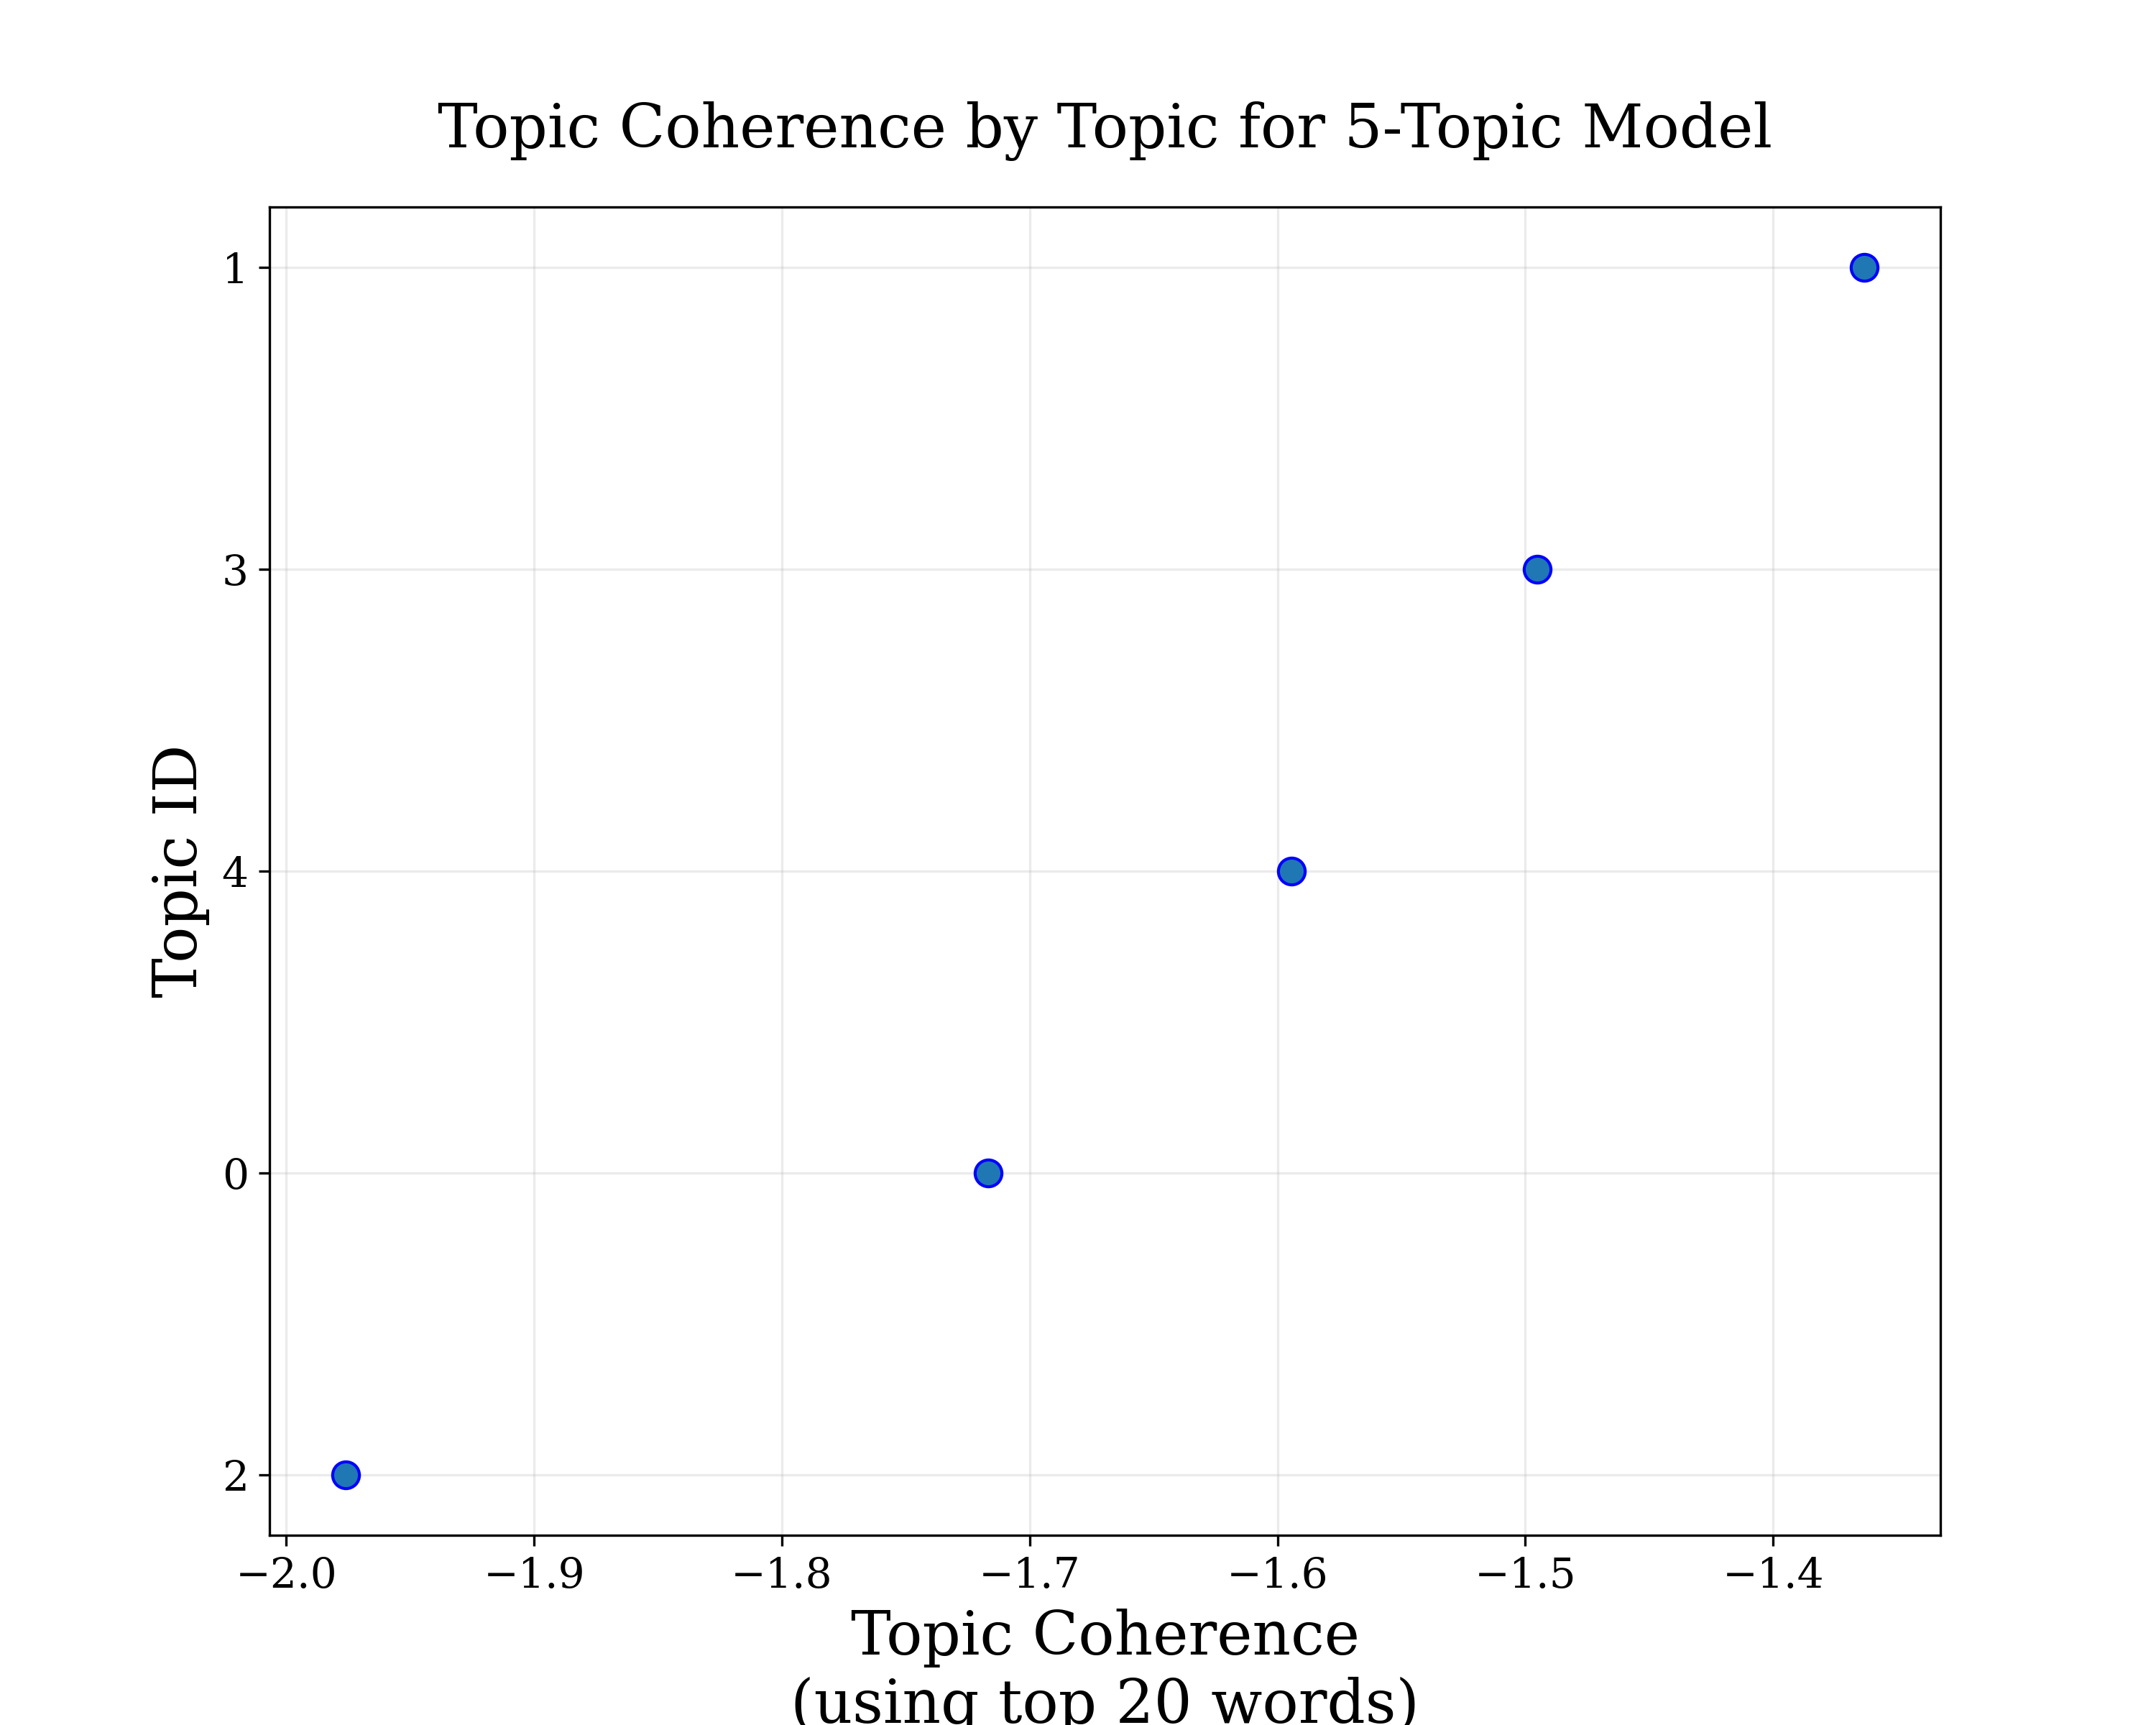 Topic Coherence by Topic for 5-Topic Model
1
3
4
0
2
Topic ID
−2.0 −1.9 −1.8 −1.7 −1.6 −1.5 −1.4
Topic Coherence
(using top 20 words)